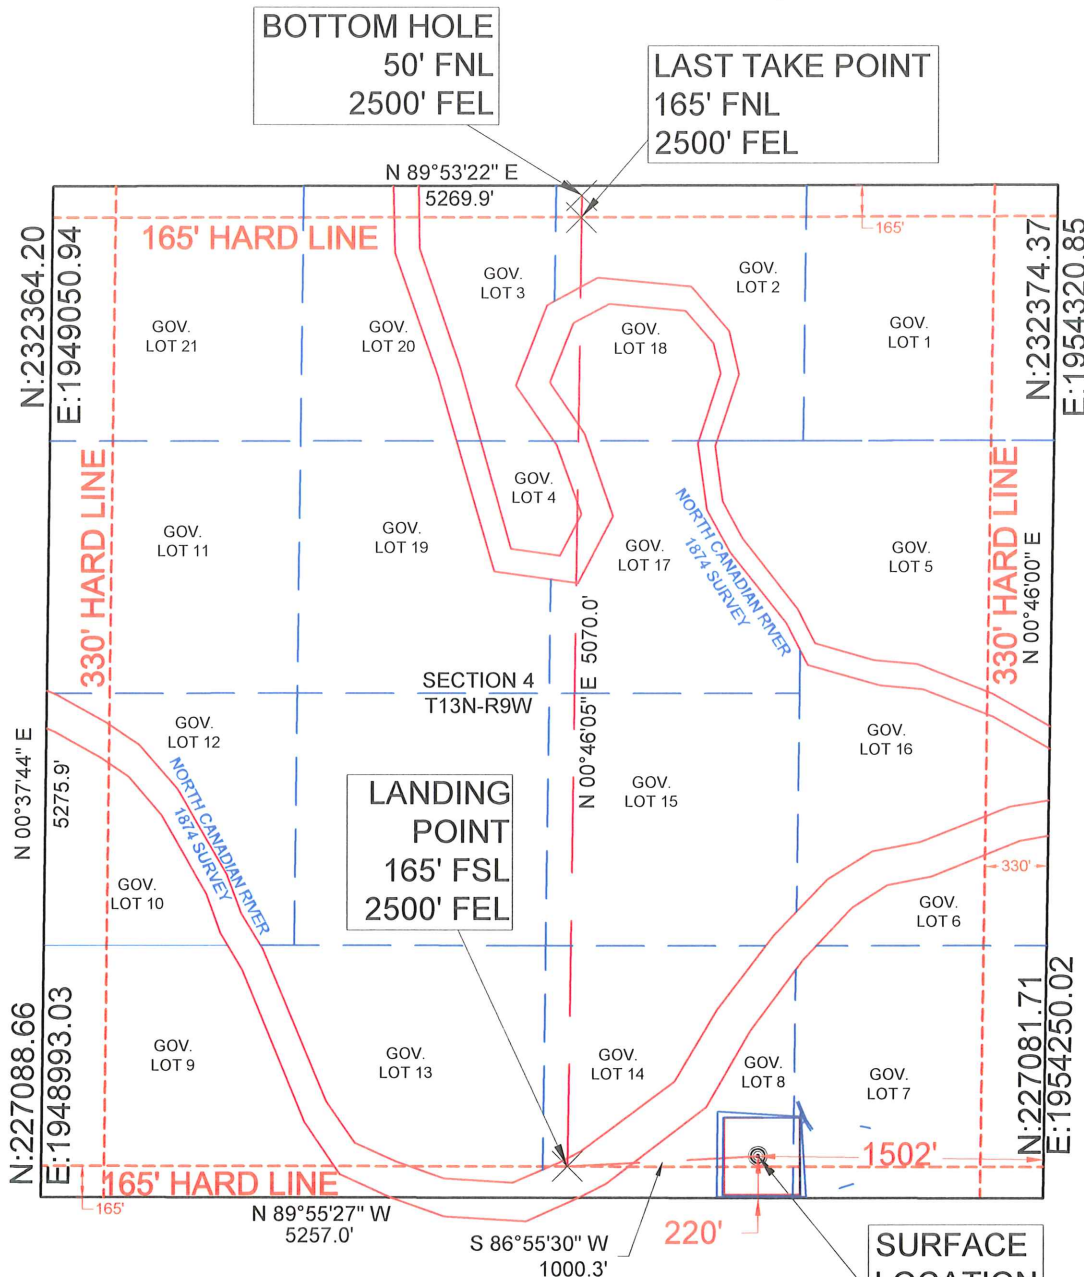 BOTTOM HOLE
50' FNL
2500' FEL
LAST TAKE POINT
165' FNL
2500' FEL
N 89°53'22" E
5269.9'
165' HARD LINE
165'
N:232364.20
E:1949050.94
N:232374.37
E:1954320.85
GOV.
LOT 3
GOV.
LOT 2
GOV.
LOT 21
GOV.
LOT 20
GOV.
LOT 18
GOV.
LOT 1
330' HARD LINE
GOV.
LOT 11
GOV.
LOT 19
GOV.
LOT 4
GOV.
LOT 17
NORTH CANADIAN RIVER
1874 SURVEY
GOV.
LOT 5
330' HARD LINE
N 00°46'00" E
SECTION 4
T13N-R9W
N 00°46'05" E 5070.0'
GOV.
LOT 12
GOV.
LOT 16
N 00°37'44" E
5275.9'
NORTH CANADIAN RIVER
1874 SURVEY
LANDING
POINT
165' FSL
2500' FEL
GOV.
LOT 15
330'
GOV.
LOT 10
GOV.
LOT 6
N:227088.66
E:1948993.03
N:227081.71
E:1954250.02
GOV.
LOT 9
GOV.
LOT 13
GOV.
LOT 14
GOV.
LOT 8
GOV.
LOT 7
1502'
165' HARD LINE
165'
N 89°55'27" W
5257.0'
S 86°55'30" W
1000.3'
220'
SURFACE
LOCATION